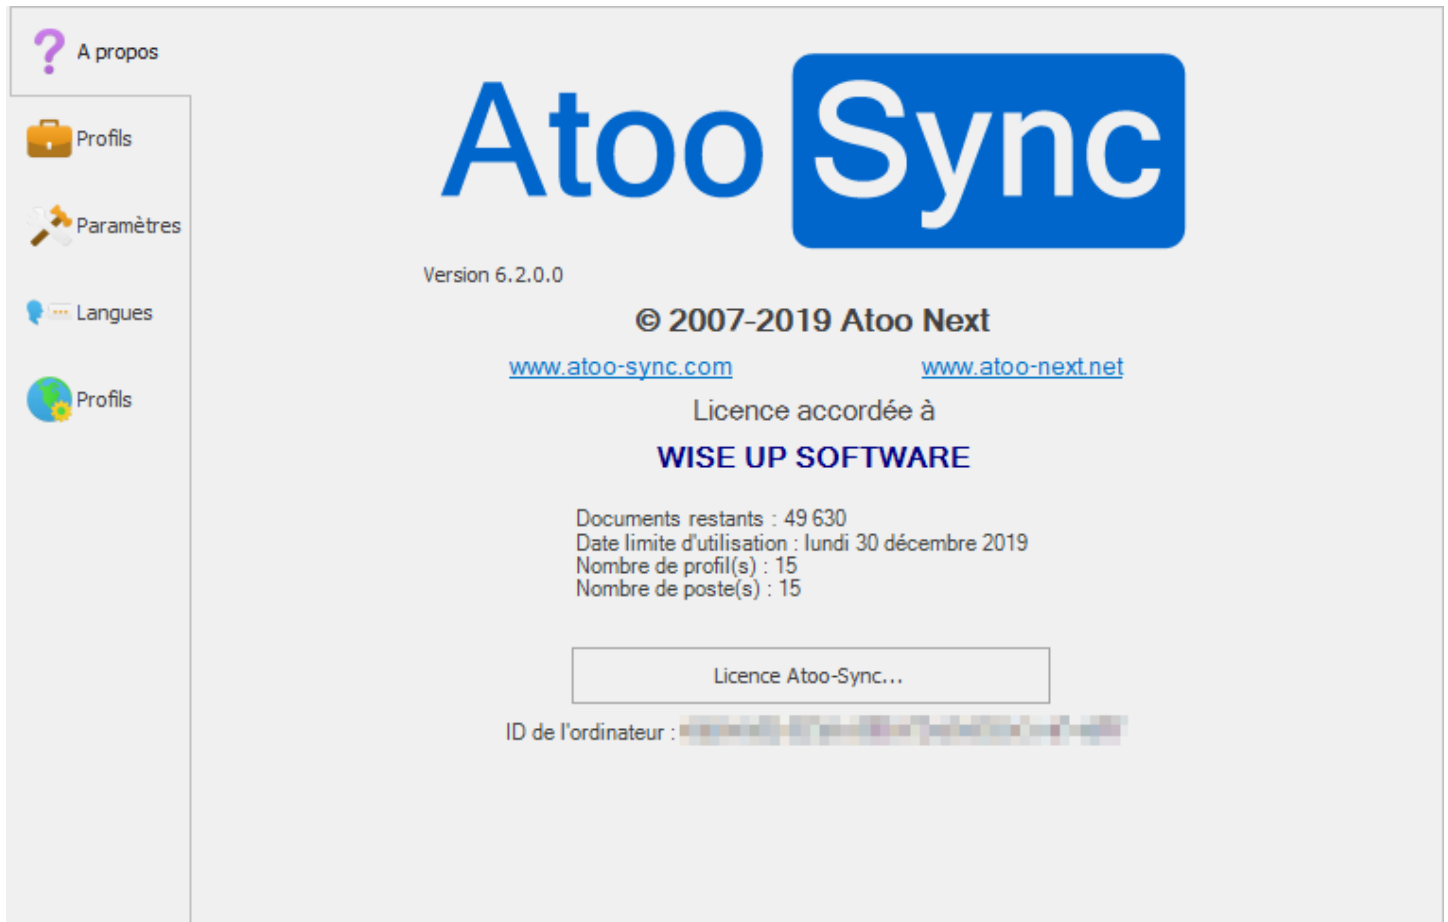 A propos
Profils
Paramètres
Langues
Profils
Atoo Sync
Version 6.2.0.0
© 2007-2019 Atoo Next
www.atoo-sync.com www.atoo-next.net
Licence accordée à
WISE UP SOFTWARE
Documents restants : 49 630
Date limite d'utilisation : lundi 30 décembre 2019
Nombre de profil(s) : 15
Nombre de poste(s) : 15
Licence Atoo-Sync...
ID de l'ordinateur :